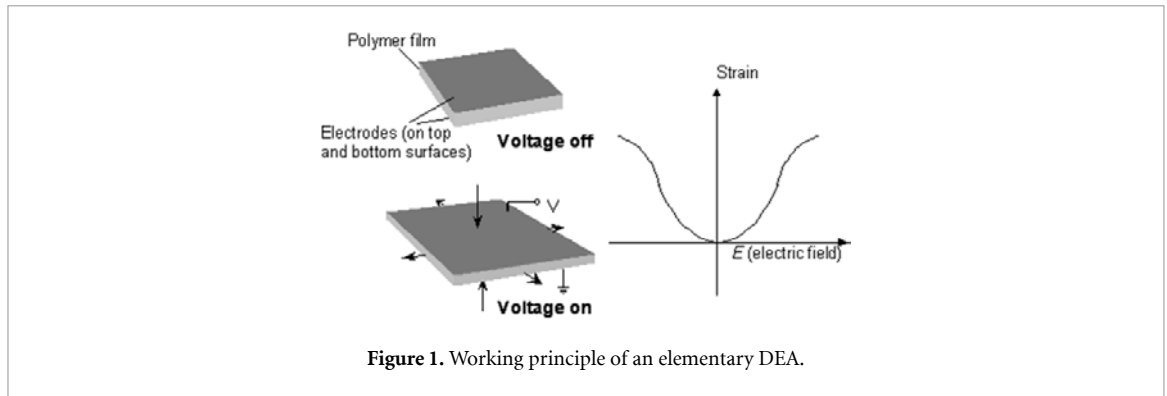 Polymer film
Electrodes (on top
and bottom surfaces)
Voltage off
V
Voltage on
Strain
E (electric field)
Figure 1. Working principle of an elementary DEA.